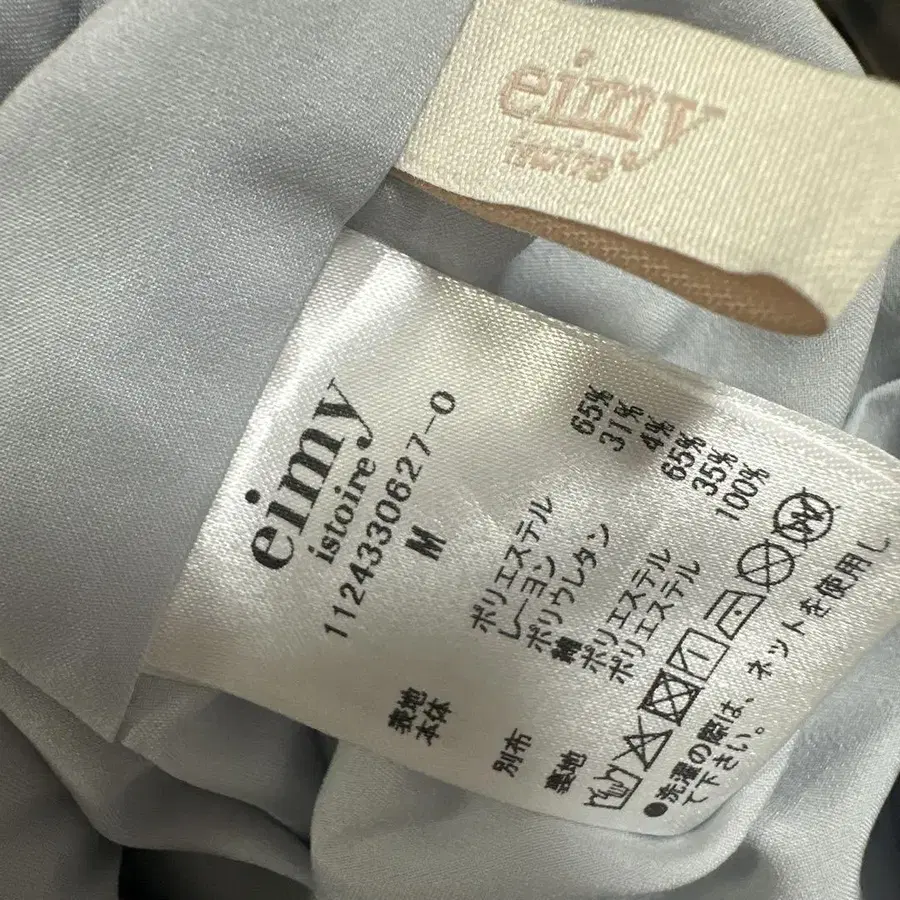 eimy
istoire
eimy
istoire
1124330627-0
M
表地
本体 ポリエステル 65%
レーヨン 31%
ポリウレタン 4%
別布 綿 65%
ポリエステル 35%
裏地 ポリエステル 100%
●洗濯の際は、ネットを使用し
て下さい。